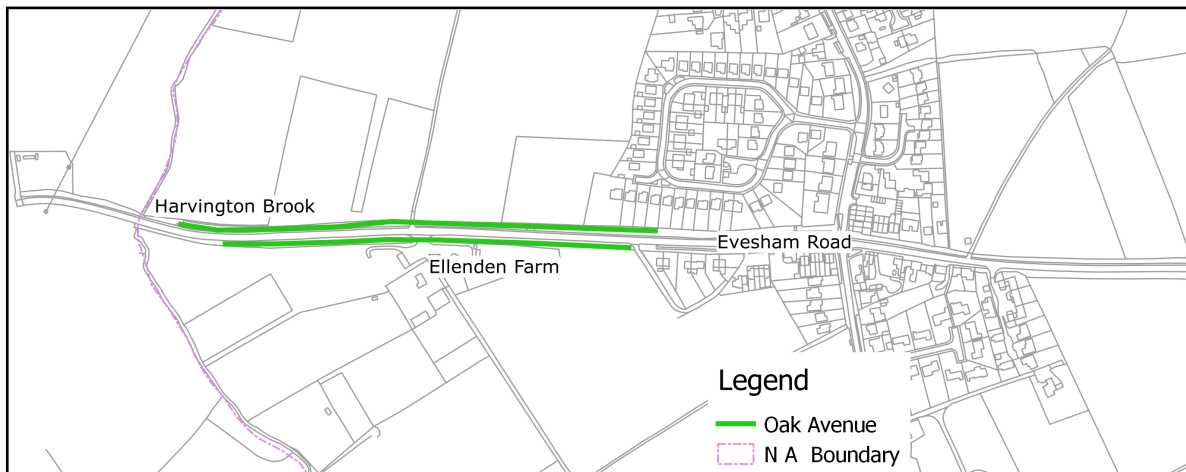 Harvington Brook
Evesham Road
Ellenden Farm
Legend
Oak Avenue
N A Boundary